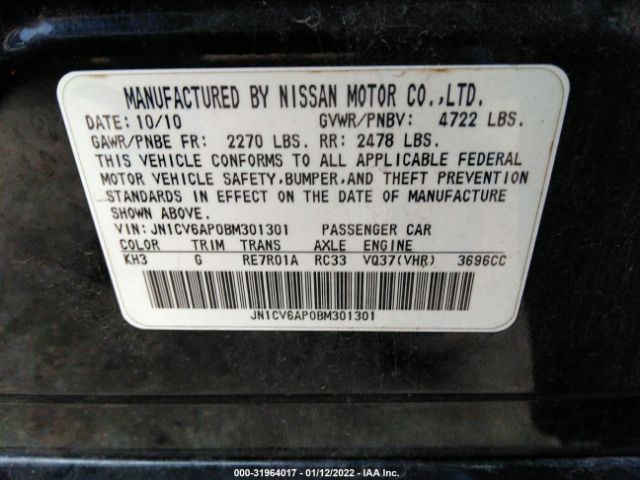 MANUFACTURED BY NISSAN MOTOR CO.,LTD.
DATE: 10/10 GVWR/PNBV: 4722 LBS.
GAWR/PNBE FR: 2270 LBS. RR: 2478 LBS.
THIS VEHICLE CONFORMS TO ALL APPLICABLE FEDERAL
MOTOR VEHICLE SAFETY,BUMPER,AND THEFT PREVENTION
STANDARDS IN EFFECT ON THE DATE OF MANUFACTURE
SHOWN ABOVE.
VIN: JN1CV6AP0BM301301 PASSENGER CAR
COLOR TRIM TRANS AXLE ENGINE
KH3 G RE7R01A RC33 VQ37(VHR) 3696CC
JN1CV6AP0BM301301
000-31964017 - 01/12/2022 - IAA Inc.